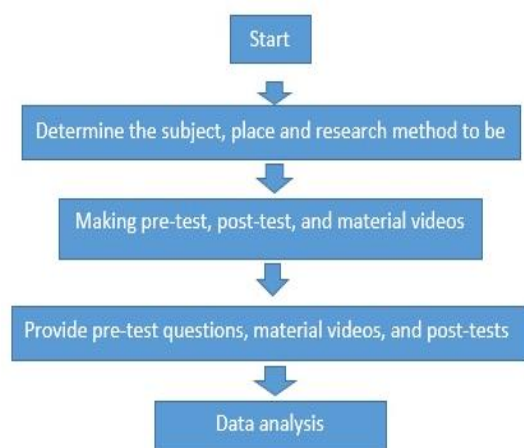 Start
Determine the subject, place and research method to be
Making pre-test, post-test, and material videos
Provide pre-test questions, material videos, and post-tests
Data analysis